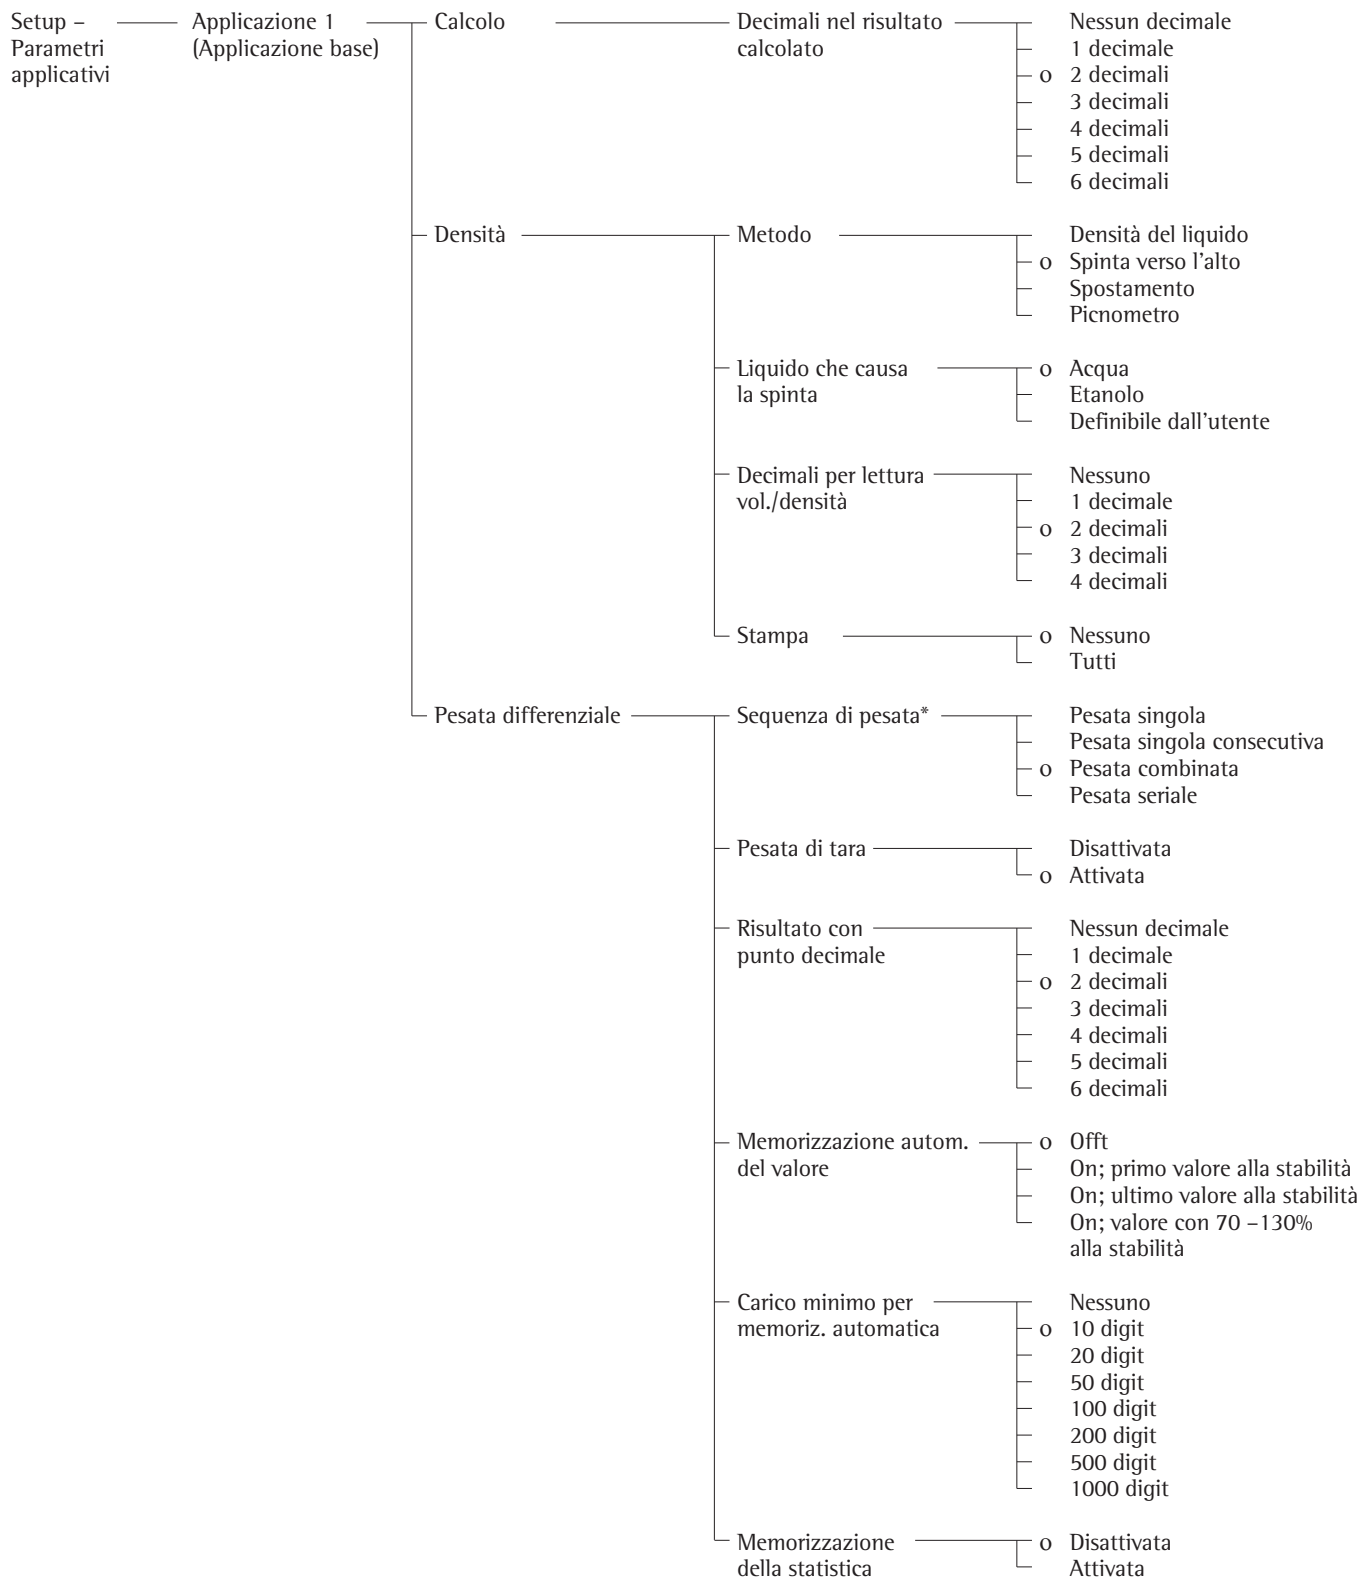 Setup –
Parametri
applicativi
Applicazione 1
(Applicazione base)
Calcolo
Decimali nel risultato
calcolato
Nessun decimale
1 decimale
o 2 decimali
3 decimali
4 decimali
5 decimali
6 decimali
Densità
Metodo
Densità del liquido
o Spinta verso l'alto
Spostamento
Picnometro
Liquido che causa
la spinta
o Acqua
Etanolo
Definibile dall'utente
Decimali per lettura
vol./densità
Nessuno
1 decimale
o 2 decimali
3 decimali
4 decimali
Stampa
o Nessuno
Tutti
Pesata differenziale
Sequenza di pesata*
Pesata singola
Pesata singola consecutiva
o Pesata combinata
Pesata seriale
Pesata di tara
Disattivata
o Attivata
Risultato con
punto decimale
Nessun decimale
1 decimale
o 2 decimali
3 decimali
4 decimali
5 decimali
6 decimali
Memorizzazione autom.
del valore
o Offt
On; primo valore alla stabilità
On; ultimo valore alla stabilità
On; valore con 70 –130%
alla stabilità
Carico minimo per
memoriz. automatica
Nessuno
o 10 digit
20 digit
50 digit
100 digit
200 digit
500 digit
1000 digit
Memorizzazione
della statistica
o Disattivata
Attivata